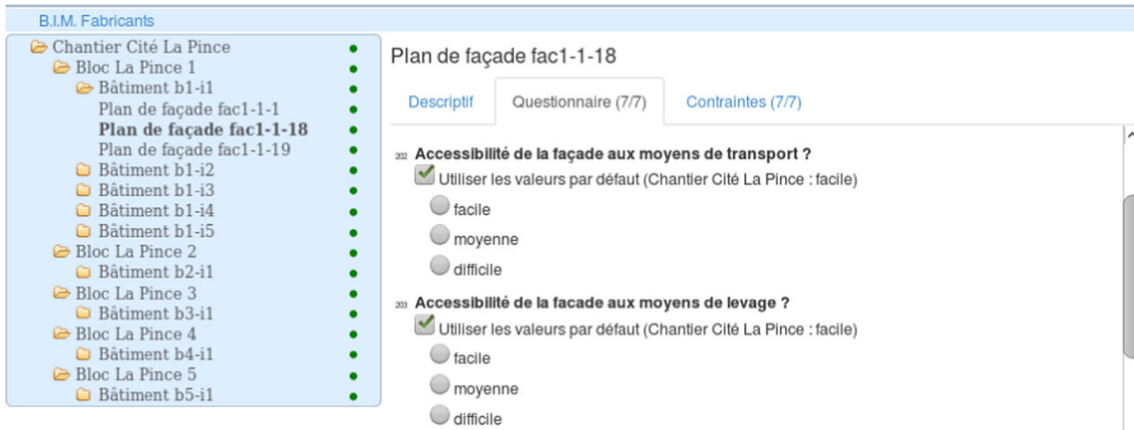 B.I.M. Fabricants
Chantier Cité La Pince
Bloc La Pince 1
Bâtiment b1-i1
Plan de façade fac1-1-1
Plan de façade fac1-1-18
Plan de façade fac1-1-19
Bâtiment b1-i2
Bâtiment b1-i3
Bâtiment b1-i4
Bâtiment b1-i5
Bloc La Pince 2
Bâtiment b2-i1
Bloc La Pince 3
Bâtiment b3-i1
Bloc La Pince 4
Bâtiment b4-i1
Bloc La Pince 5
Bâtiment b5-i1
Plan de façade fac1-1-18
Descriptif Questionnaire (7/7) Contraintes (7/7)
202 Accessibilité de la façade aux moyens de transport ?
Utiliser les valeurs par défaut (Chantier Cité La Pince : facile)
facile
moyenne
difficile
203 Accessibilité de la facade aux moyens de levage ?
Utiliser les valeurs par défaut (Chantier Cité La Pince : facile)
facile
moyenne
difficile